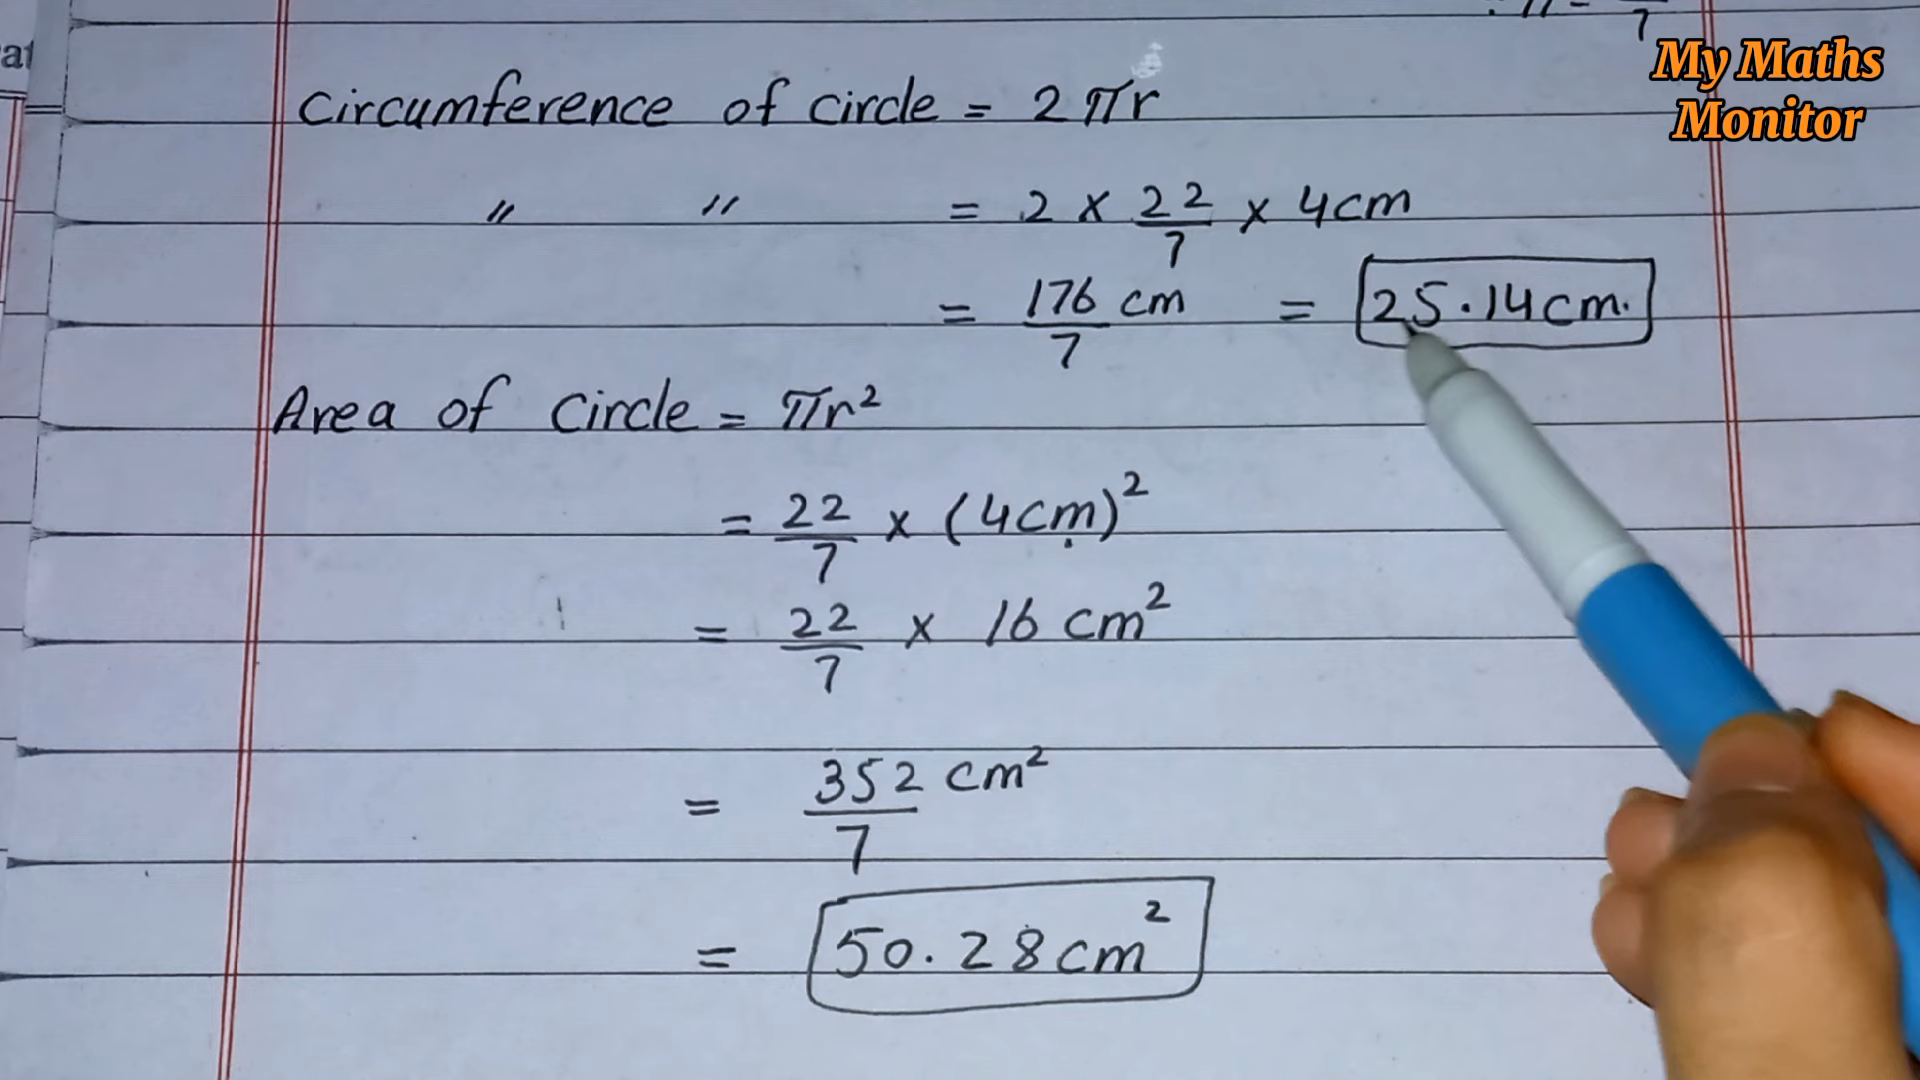 7
My Maths
Monitor
Circumference of circle = 2πr
〃 〃 = 2 × 22/7 × 4cm
= 176/7 cm = 25.14cm.
Area of Circle = πr²
= 22/7 × (4cm)²
= 22/7 × 16 cm²
= 352/7 cm²
= 50.28cm²